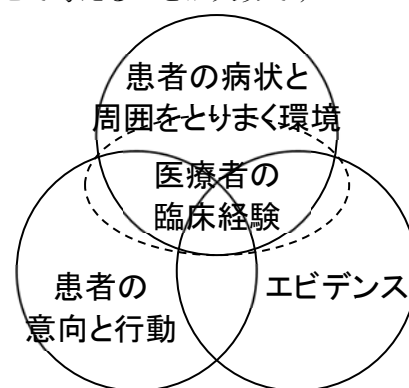 患者の病状と
周囲をとりまく環境
医療者の
臨床経験
患者の
意向と行動
エビデンス